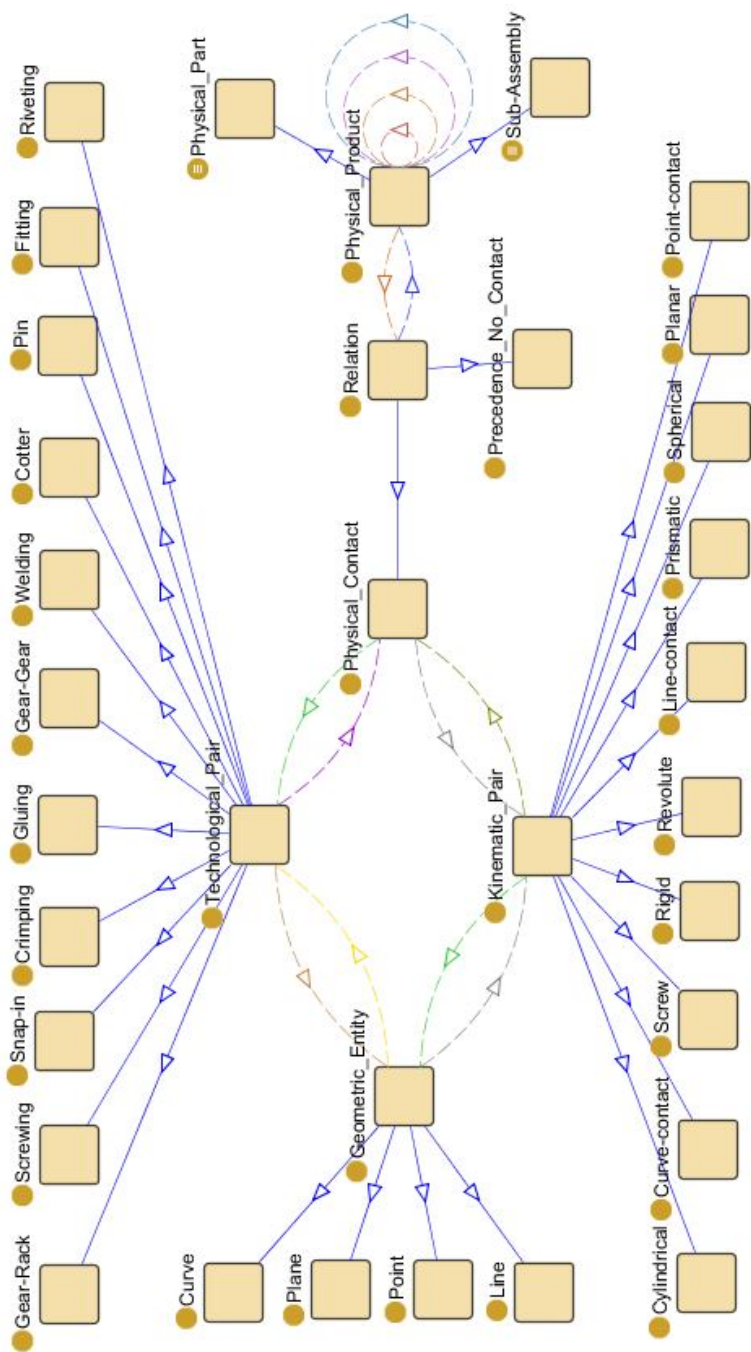 Gear-Rack
Screwing
Snap-in
Crimping
Gluing
Gear-Gear
Welding
Cotter
Pin
Fitting
Riveting
Technological_Pair
Physical_Part
Curve
Plane
Point
Line
Geometric_Entity
Physical_Contact
Relation
Physical_Product
Precedence_No_Contact
Sub-Assembly
Kinematic_Pair
Cylindrical
Curve-contact
Screw
Rigid
Revolute
Line-contact
Prismatic
Spherical
Planar
Point-contact